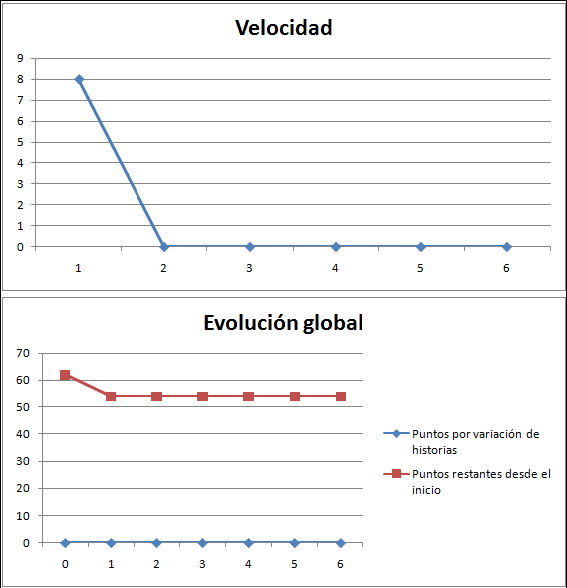 Velocidad
9
8
7
6
5
4
3
2
1
0
1 2 3 4 5 6
Evolución global
70
60
50
40
30
20
10
0
0 1 2 3 4 5 6
Puntos por variación de
historias
Puntos restantes desde el
inicio